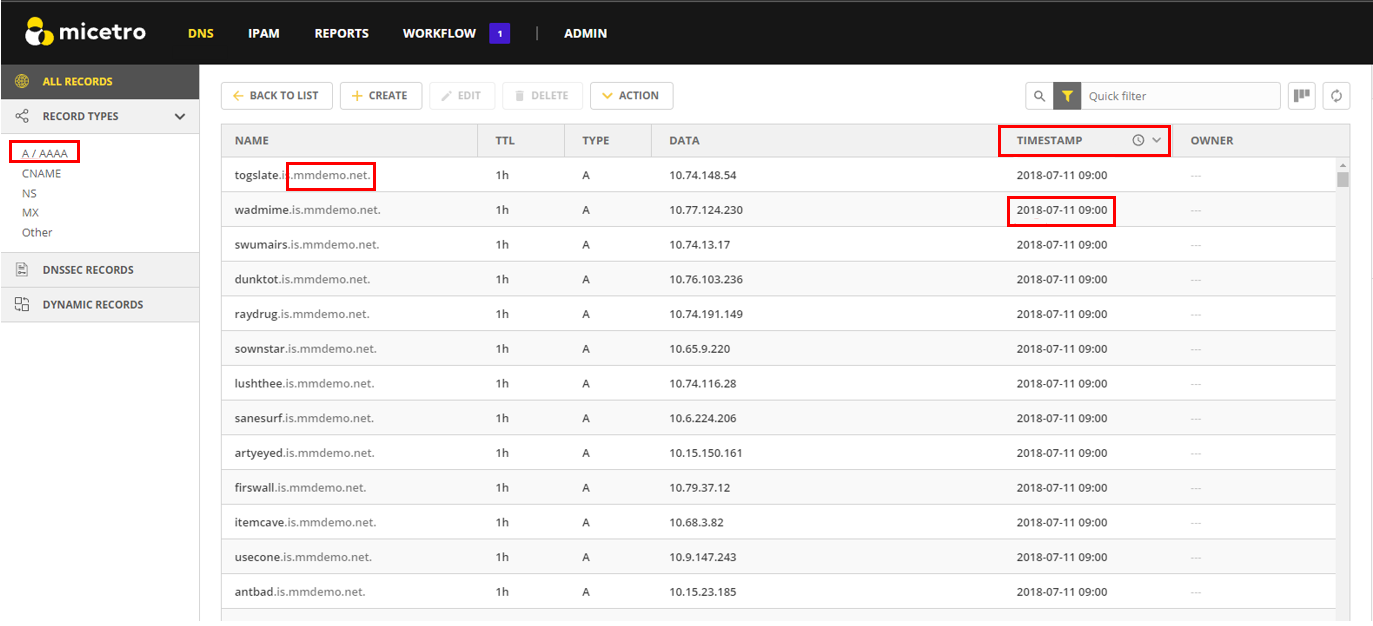 micetro DNS IPAM REPORTS WORKFLOW 1 | ADMIN
ALL RECORDS
RECORD TYPES
A / AAAA
CNAME
NS
MX
Other
DNSSEC RECORDS
DYNAMIC RECORDS
BACK TO LIST CREATE EDIT DELETE ACTION Quick filter
NAME TTL TYPE DATA TIMESTAMP OWNER
togslate.is.mmdemo.net. 1h A 10.74.148.54 2018-07-11 09:00 ---
wadmime.is.mmdemo.net. 1h A 10.77.124.230 2018-07-11 09:00 ---
swumairs.is.mmdemo.net. 1h A 10.74.13.17 2018-07-11 09:00 ---
dunktot.is.mmdemo.net. 1h A 10.76.103.236 2018-07-11 09:00 ---
raydrug.is.mmdemo.net. 1h A 10.74.191.149 2018-07-11 09:00 ---
sownstar.is.mmdemo.net. 1h A 10.65.9.220 2018-07-11 09:00 ---
lushthee.is.mmdemo.net. 1h A 10.74.116.28 2018-07-11 09:00 ---
sanesurf.is.mmdemo.net. 1h A 10.6.224.206 2018-07-11 09:00 ---
artyeyed.is.mmdemo.net. 1h A 10.15.150.161 2018-07-11 09:00 ---
firswall.is.mmdemo.net. 1h A 10.79.37.12 2018-07-11 09:00 ---
itemcave.is.mmdemo.net. 1h A 10.68.3.82 2018-07-11 09:00 ---
usecone.is.mmdemo.net. 1h A 10.9.147.243 2018-07-11 09:00 ---
antbad.is.mmdemo.net. 1h A 10.15.23.185 2018-07-11 09:00 ---